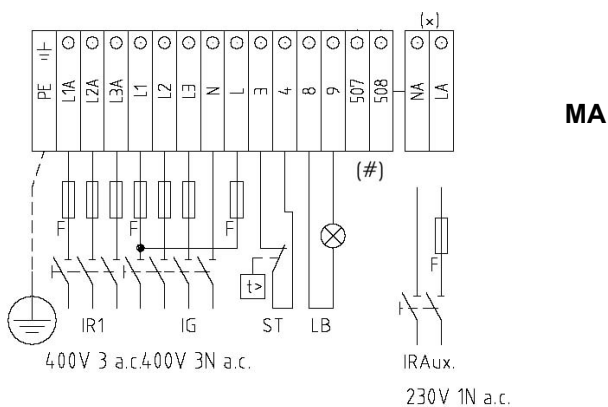 (×)
PE L1A L2A L3A L1 L2 L3 N L 3 4 8 9 507 508 NA LA
MA
(#)
F F F F
t>
IR1 IG ST LB
400V 3 a.c.400V 3N a.c.
IRAux.
230V 1N a.c.